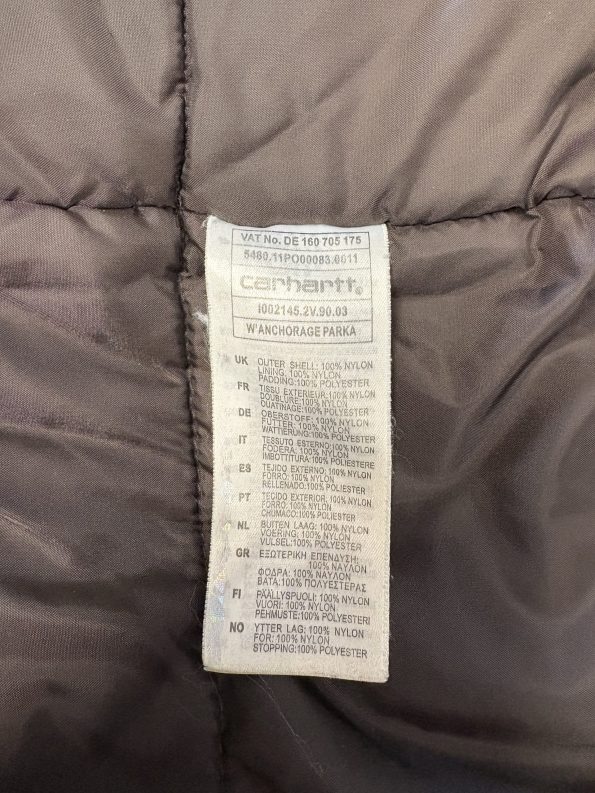 VAT No. DE 160 705 175
5480.11PO00083.6611
carhartt®
I002145.2V.90.03
W'ANCHORAGE PARKA
UK OUTER SHELL: 100% NYLON
LINING: 100% NYLON
PADDING:100% POLYESTER
FR TISSU EXTERIEUR:100% NYLON
DOUBLURE: 100% NYLON
OUATINAGE: 100% POLYESTER
DE OBERSTOFF: 100% NYLON
FUTTER: 100% NYLON
WATTIERUNG: 100% POLYESTER
IT TESSUTO ESTERNO: 100% NYLON
FODERA: 100% NYLON
IMBOTTITURA: 100% POLIESTERE
ES TEJIDO EXTERNO: 100% NYLON
FORRO: 100% NYLON
RELLENADO: 100% POLIESTER
PT TECIDO EXTERIOR: 100% NYLON
FORRO: 100% NYLON
CHUMAÇO: 100% POLIESTER
NL BUITEN LAAG: 100% NYLON
VOERING: 100% NYLON
VULSEL: 100% POLYESTER
GR ΕΞΩΤΕΡΙΚΗ ΕΠΕΝΔΥΣΗ:
100% ΝΑΥΛΟΝ
ΦΟΔΡΑ: 100% ΝΑΥΛΟΝ
ΒΑΤΑ: 100% ΠΟΛΥΕΣΤΕΡΑΣ
FI PÄÄLLYSPUOLI: 100% NYLON
VUORI: 100% NYLON
PEHMUSTE:100% POLYESTERI
NO YTTER LAG: 100% NYLON
FOR: 100% NYLON
STOPPING:100% POLYESTER